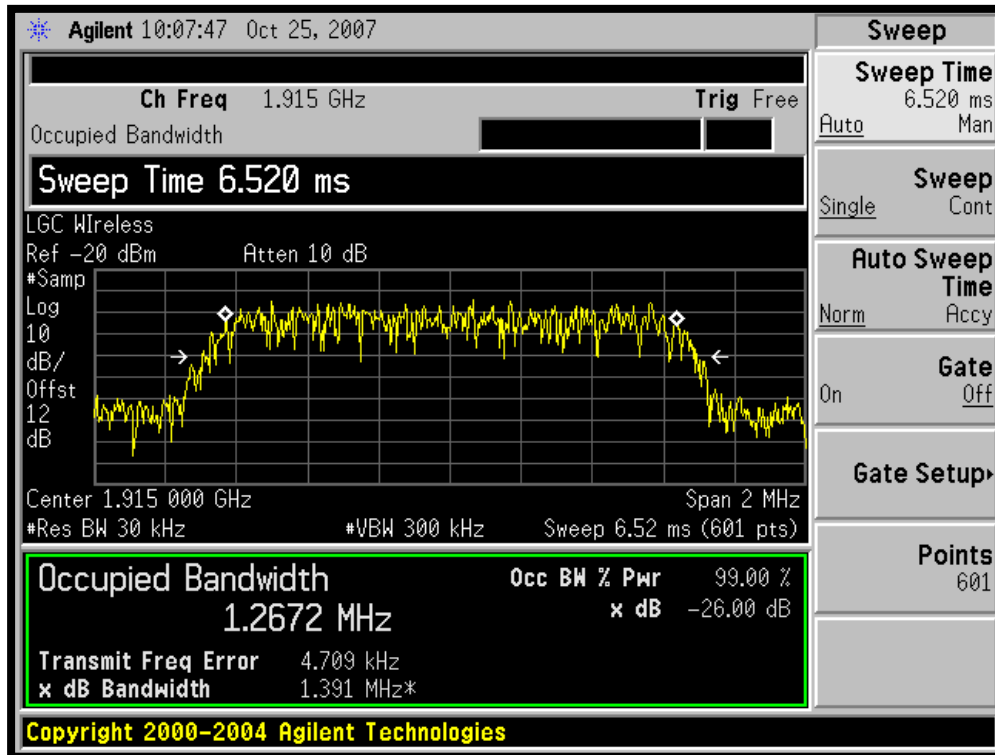 Agilent 10:07:47 Oct 25, 2007
Sweep
Ch Freq 1.915 GHz Trig Free
Occupied Bandwidth
Sweep Time 6.520 ms
LGC WIreless
Ref -20 dBm Atten 10 dB
#Samp
Log
10
dB/
Offst
12
dB
Center 1.915 000 GHz Span 2 MHz
#Res BW 30 kHz #VBW 300 kHz Sweep 6.52 ms (601 pts)
Occupied Bandwidth
1.2672 MHz
Occ BW % Pwr 99.00 %
x dB -26.00 dB
Transmit Freq Error 4.709 kHz
x dB Bandwidth 1.391 MHz*
Copyright 2000-2004 Agilent Technologies
Sweep Time
6.520 ms
Auto Man
Sweep
Single Cont
Auto Sweep
Time
Norm Accy
Gate
On Off
Gate Setup
Points
601